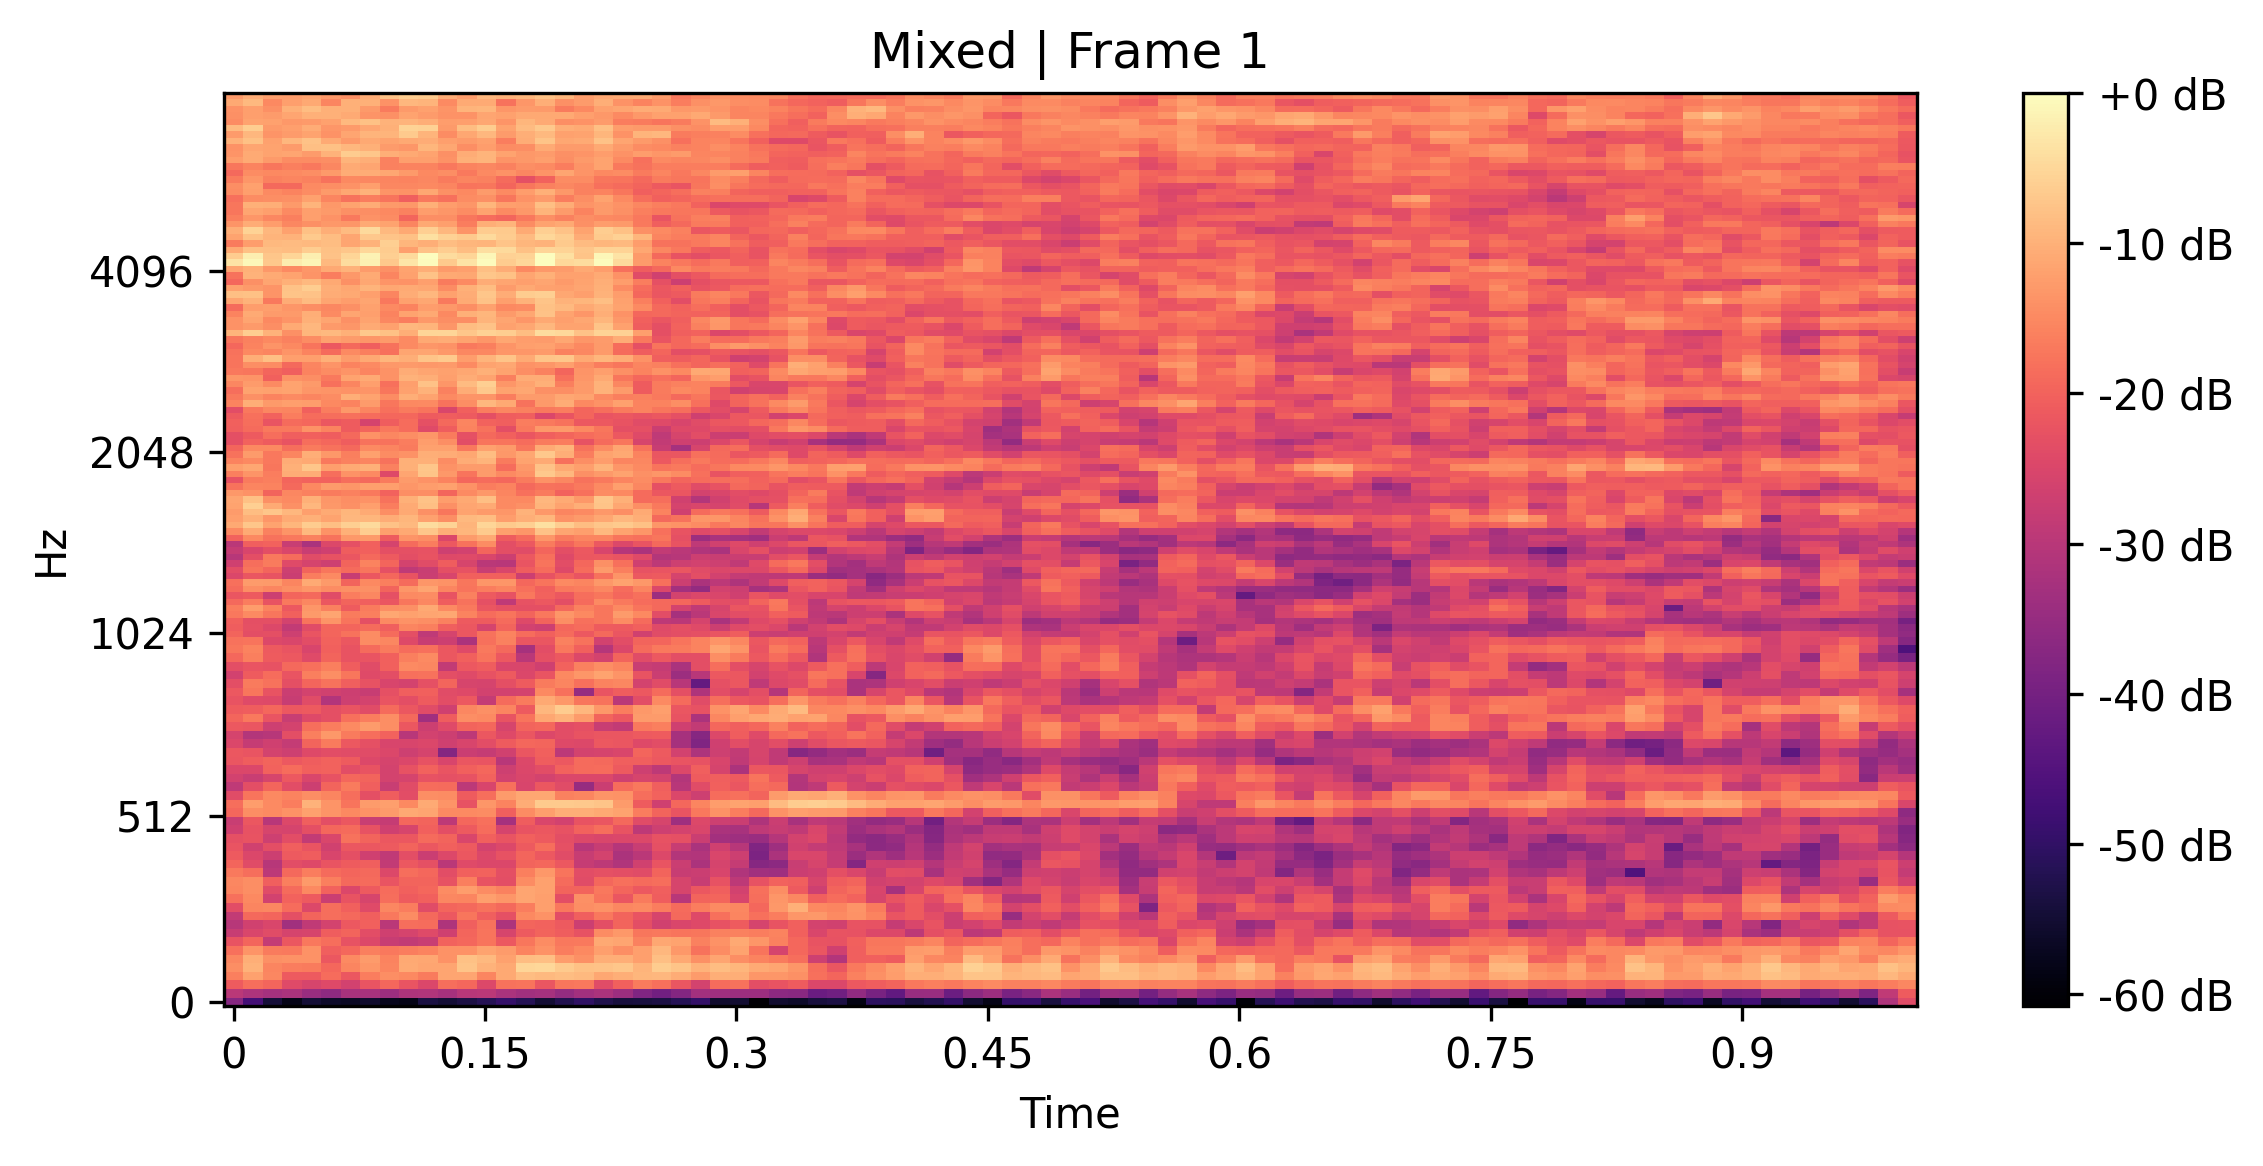 Mixed | Frame 1
+0 dB
-10 dB
-20 dB
-30 dB
-40 dB
-50 dB
-60 dB
Hz
4096
2048
1024
512
0
0 0.15 0.3 0.45 0.6 0.75 0.9
Time